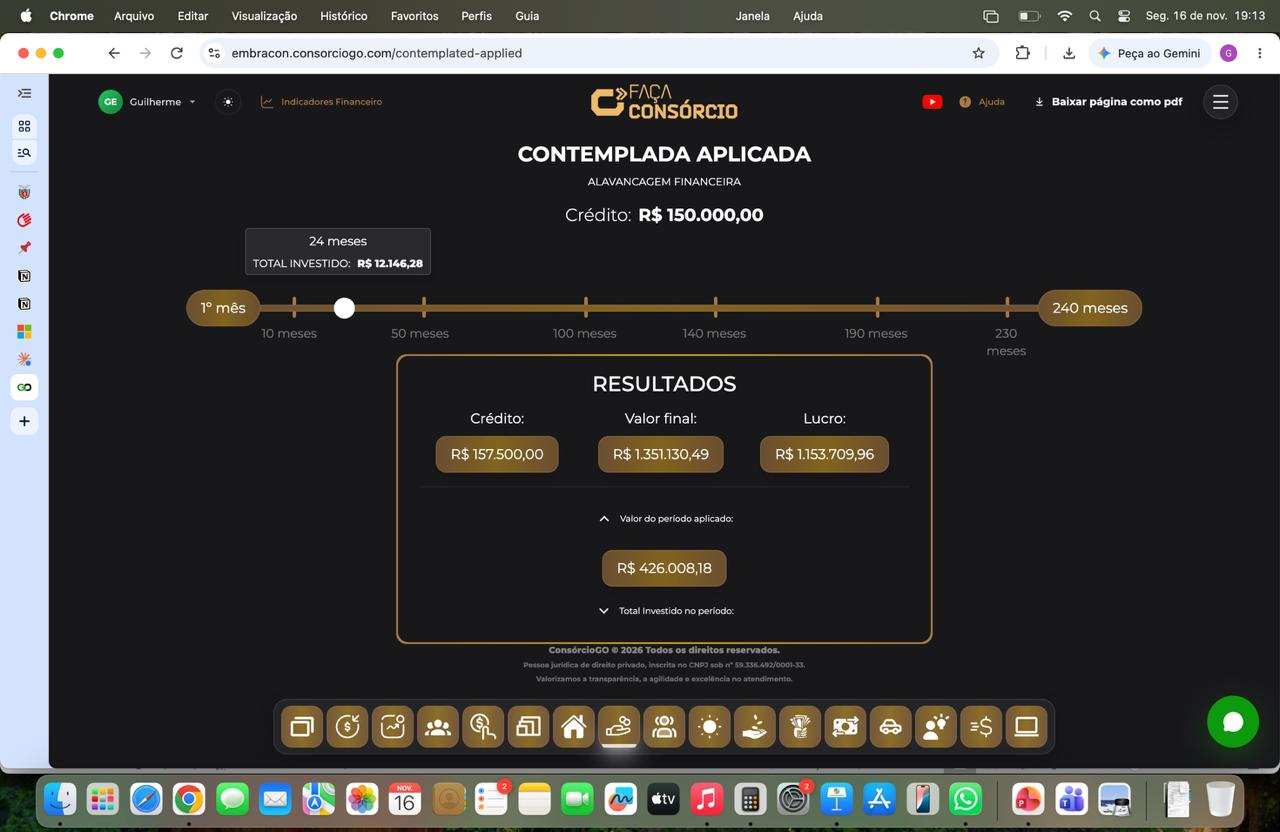 Chrome Arquivo Editar Visualização Histórico Favoritos Perfis Guia Janela Ajuda Seg. 16 de nov. 19:13
embracon.consorciogo.com/contemplated-applied
Peça ao Gemini
G
GE Guilherme
Indicadores Financeiro
FAÇA
CONSÓRCIO
Ajuda
Baixar página como pdf
CONTEMPLADA APLICADA
ALAVANCAGEM FINANCEIRA
Crédito: R$ 150.000,00
24 meses
TOTAL INVESTIDO: R$ 12.146,28
1º mês
240 meses
10 meses 50 meses 100 meses 140 meses 190 meses 230
meses
RESULTADOS
Crédito: Valor final: Lucro:
R$ 157.500,00 R$ 1.351.130,49 R$ 1.153.709,96
Valor do período aplicado:
R$ 426.008,18
Total Investido no período:
ConsórcioGO © 2026 Todos os direitos reservados.
Pessoa jurídica de direito privado, inscrita no CNPJ sob nº 59.336.492/0001-33.
Valorizamos a transparência, a agilidade e excelência no atendimento.
GO
NOV.
16
2
tv
2